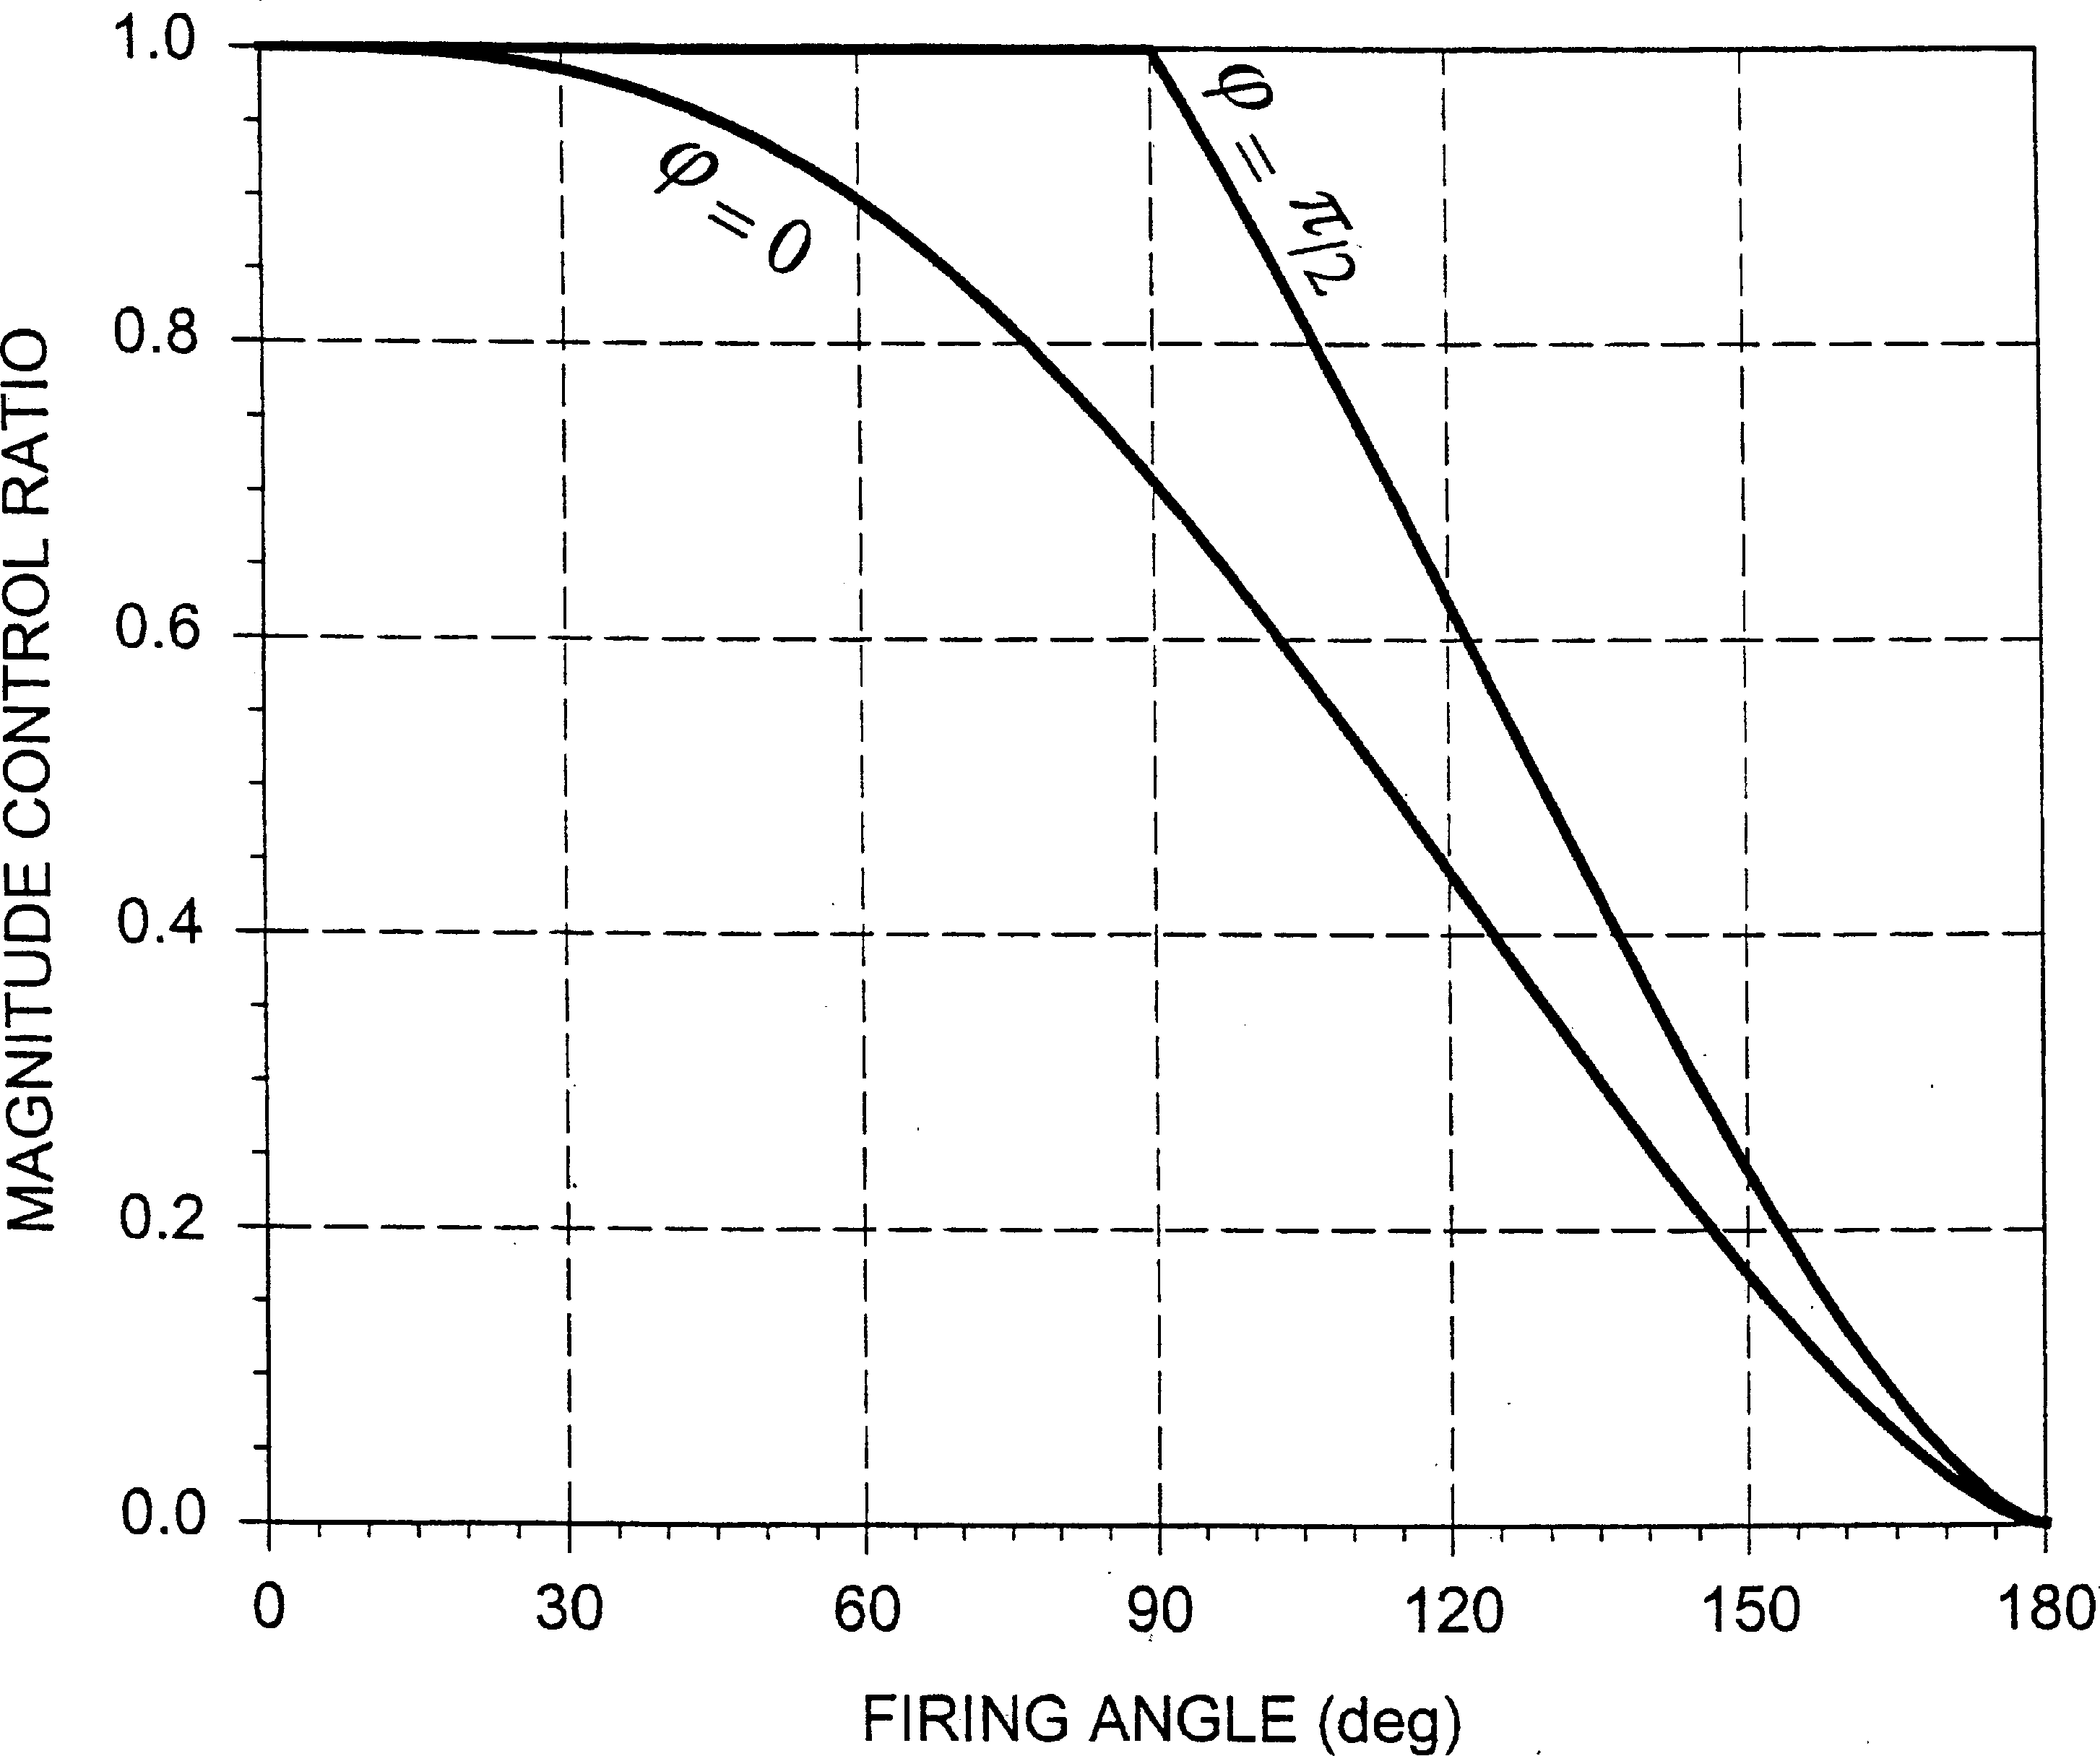 MAGNITUDE CONTROL RATIO
1.0
0.8
0.6
0.4
0.2
0.0
φ = 0
φ = π/2
0 30 60 90 120 150 180
FIRING ANGLE (deg)